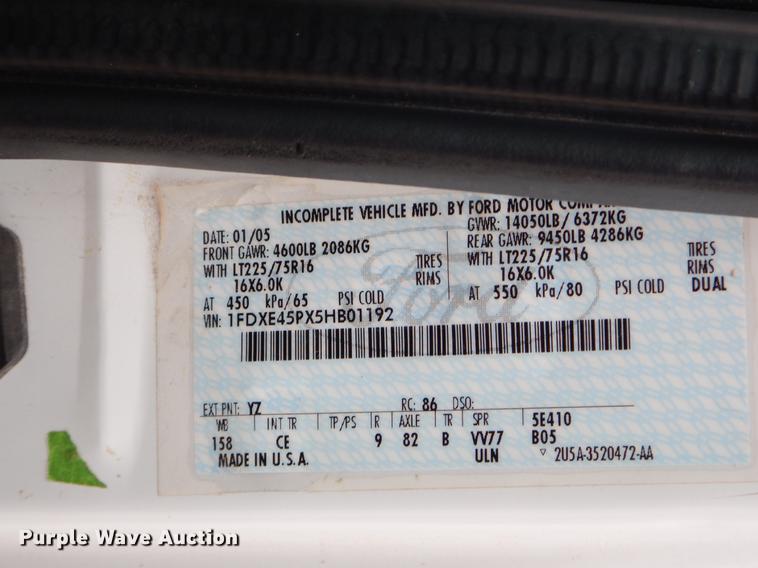 INCOMPLETE VEHICLE MFD. BY FORD MOTOR
DATE: 01/05 GVWR: 14050LB/ 6372KG
FRONT GAWR: 4600LB 2086KG REAR GAWR: 9450LB 4286KG
WITH LT225/75R16 TIRES WITH LT225/75R16 TIRES
16X6.0K RIMS 16X6.0K RIMS
AT 450 kPa/65 PSI COLD AT 550 kPa/80 PSI COLD DUAL
VIN: 1FDXE45PX5HB01192
Ford
EXT PNT: YZ RC: 86 DSO:
WB INT TR TP/PS R AXLE TR SPR 5E410
158 CE 9 82 B VV77 B05
MADE IN U.S.A. ULN ▽ 2U5A-3520472-AA
Purple Wave Auction